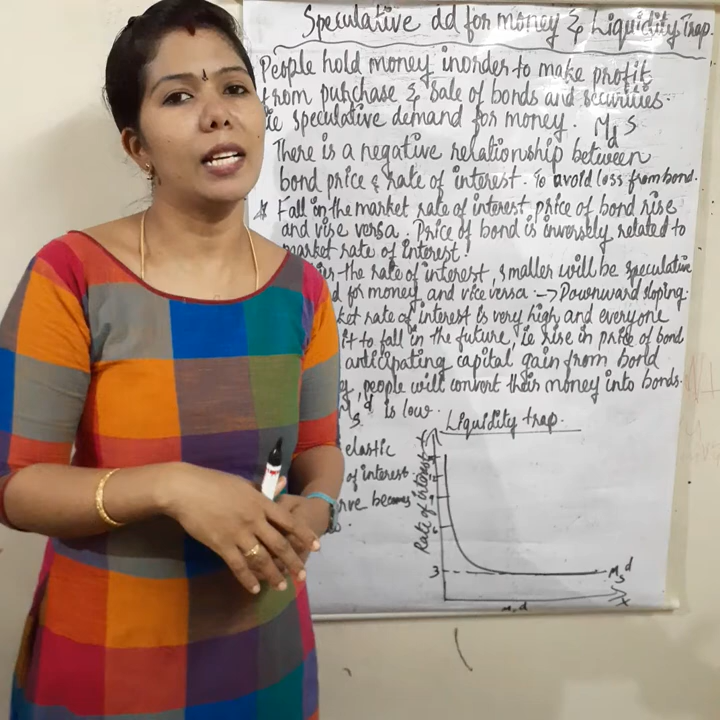 Speculative dd for money & Liquidity Trap.
People hold money inorder to make profit
from purchase & sale of bonds and securities.
ie speculative demand for money. Md S
There is a negative relationship between
bond price & rate of interest. To avoid loss from bond.
* Fall in the market rate of interest price of bond rise
and vise versa. Price of bond is inversly related to
market rate of interest.
the rate of interest, smaller will be speculative
for money, and vice versa. → Downward sloping.
rate of interest is very high and everyone
it to fall in the future, ie rise in price of bond
anticipating capital gain from bond
people will convert their money into bonds.
s d is low.
Liquidity trap.
elastic
of interest.
becomes
Rate of interest
6
3
Ms d
x